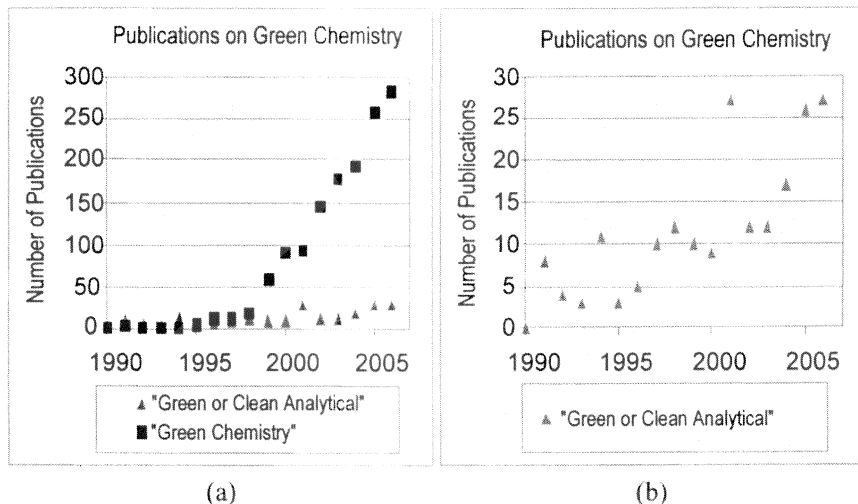 Publications on Green Chemistry
Number of Publications
300
250
200
150
100
50
0
1990 1995 2000 2005
"Green or Clean Analytical"
"Green Chemistry"
(a)
Publications on Green Chemistry
Number of Publications
30
25
20
15
10
5
0
1990 1995 2000 2005
"Green or Clean Analytical"
(b)